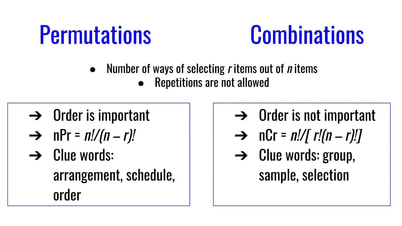 Permutations
Combinations
● Number of ways of selecting r items out of n items
● Repetitions are not allowed
➔ Order is important
➔ nPr = n!/(n – r)!
➔ Clue words:
arrangement, schedule,
order
➔ Order is not important
➔ nCr = n!/[ r!(n – r)!]
➔ Clue words: group,
sample, selection